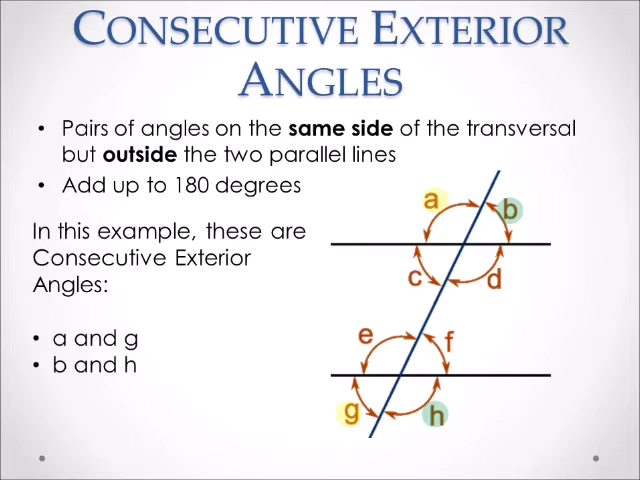 CONSECUTIVE EXTERIOR
ANGLES
• Pairs of angles on the same side of the transversal
but outside the two parallel lines
• Add up to 180 degrees
In this example, these are
Consecutive Exterior
Angles:
• a and g
• b and h
a
b
c
d
e
f
g
h